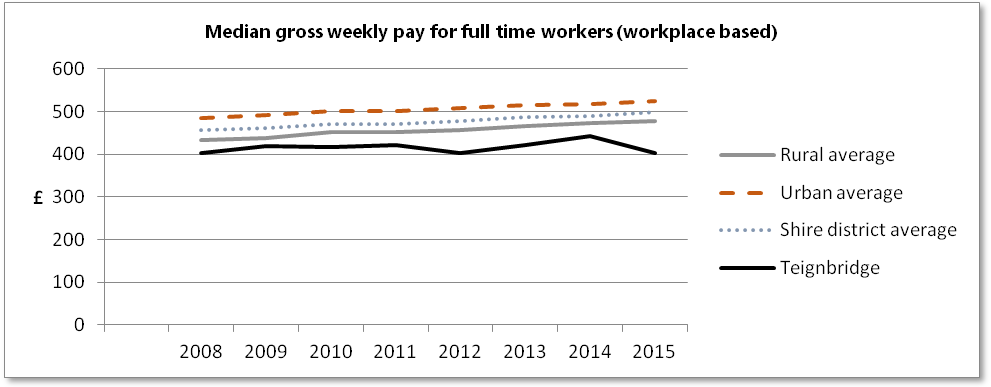 Median gross weekly pay for full time workers (workplace based)
600
500
400
300
200
100
0
£
2008 2009 2010 2011 2012 2013 2014 2015
Rural average
Urban average
Shire district average
Teignbridge